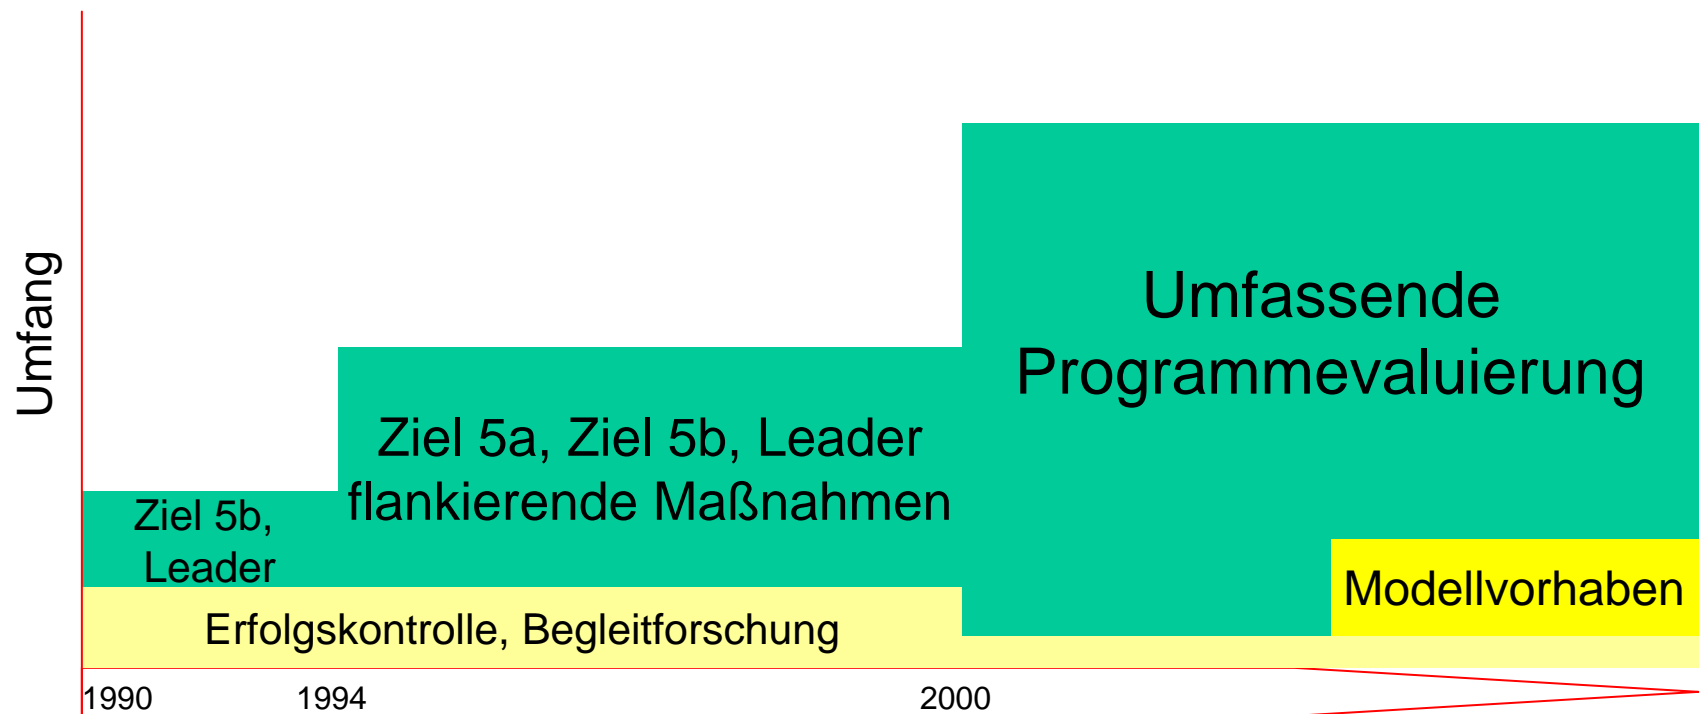 Umfang
Umfassende
Programmevaluierung
Ziel 5a, Ziel 5b, Leader
flankierende Maßnahmen
Ziel 5b,
Leader
Modellvorhaben
Erfolgskontrolle, Begleitforschung
1990 1994 2000